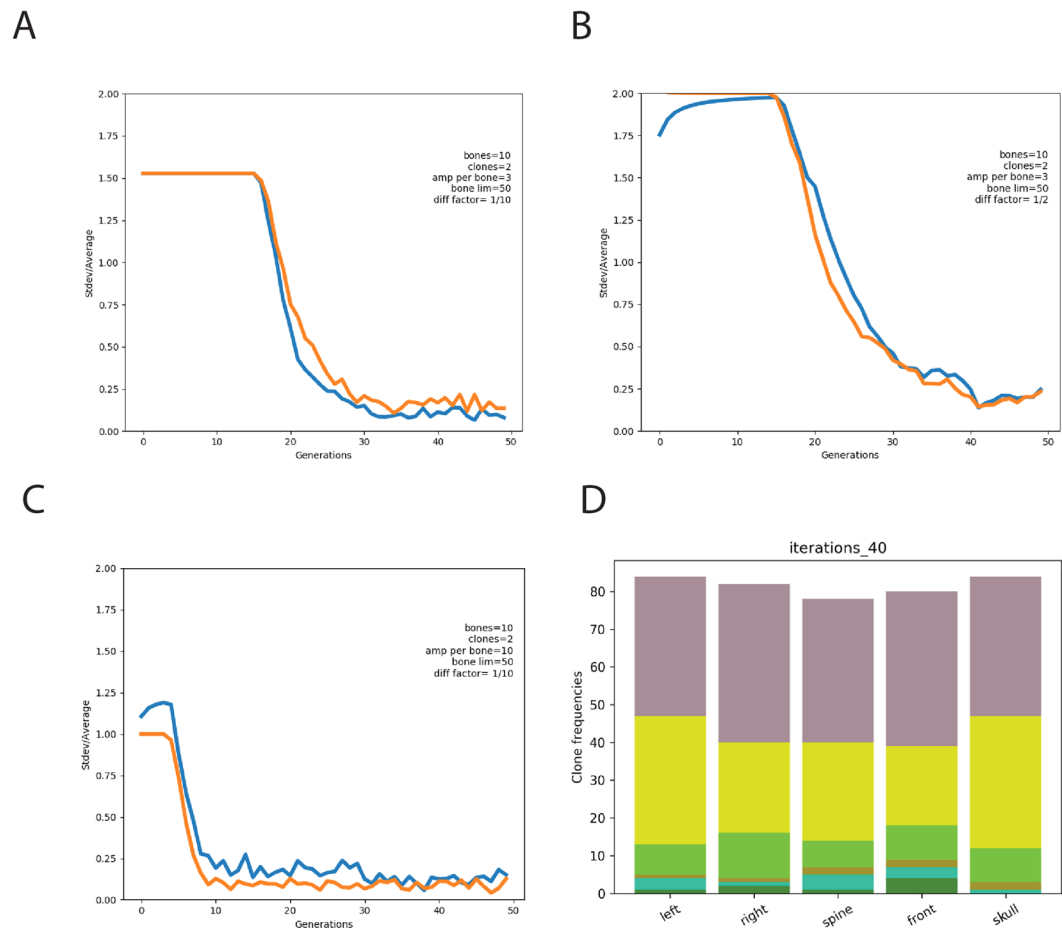 A
B
2.00
1.75
1.50
1.25
1.00
0.75
0.50
0.25
0.00
Stdev/Average
bones=10
clones=2
amp per bone=3
bone lim=50
diff factor= 1/10
0 10 20 30 40 50
Generations
2.00
1.75
1.50
1.25
1.00
0.75
0.50
0.25
0.00
Stdev/Average
bones=10
clones=2
amp per bone=3
bone lim=50
diff factor= 1/2
0 10 20 30 40 50
Generations
C
D
2.00
1.75
1.50
1.25
1.00
0.75
0.50
0.25
0.00
Stdev/Average
bones=10
clones=2
amp per bone=10
bone lim=50
diff factor= 1/10
0 10 20 30 40 50
Generations
iterations_40
80
70
60
50
40
30
20
10
0
Clone frequencies
left right spine front skull